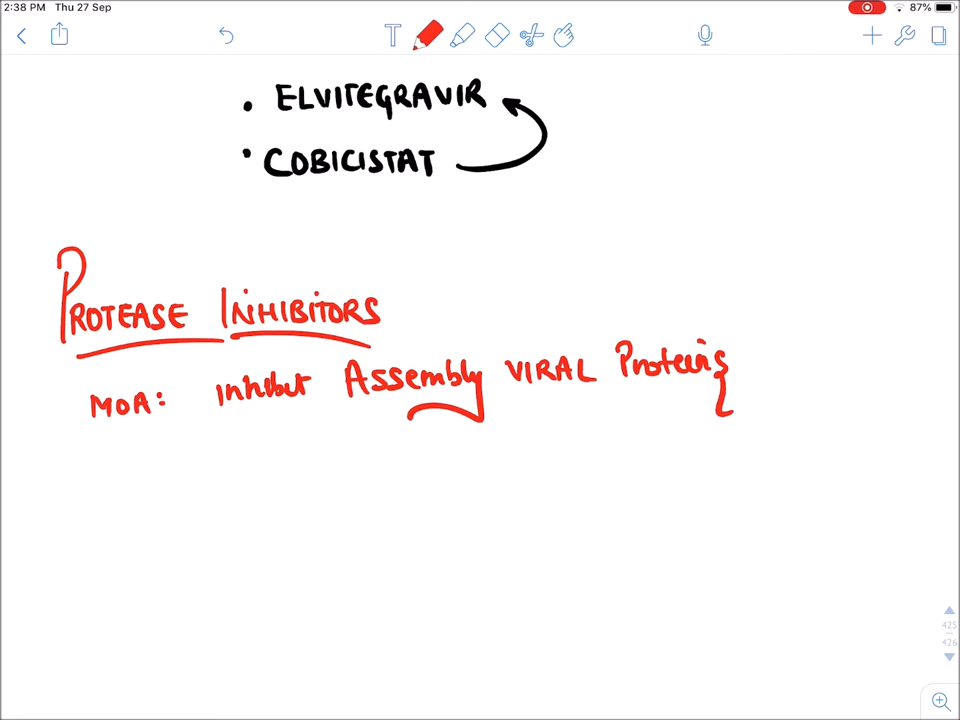 2:38 PM Thu 27 Sep 87%
T
• ELVITEGRAVIR
• COBICISTAT
PROTEASE INHIBITORS
MOA: Inhibit Assembly VIRAL Proteins
425
426